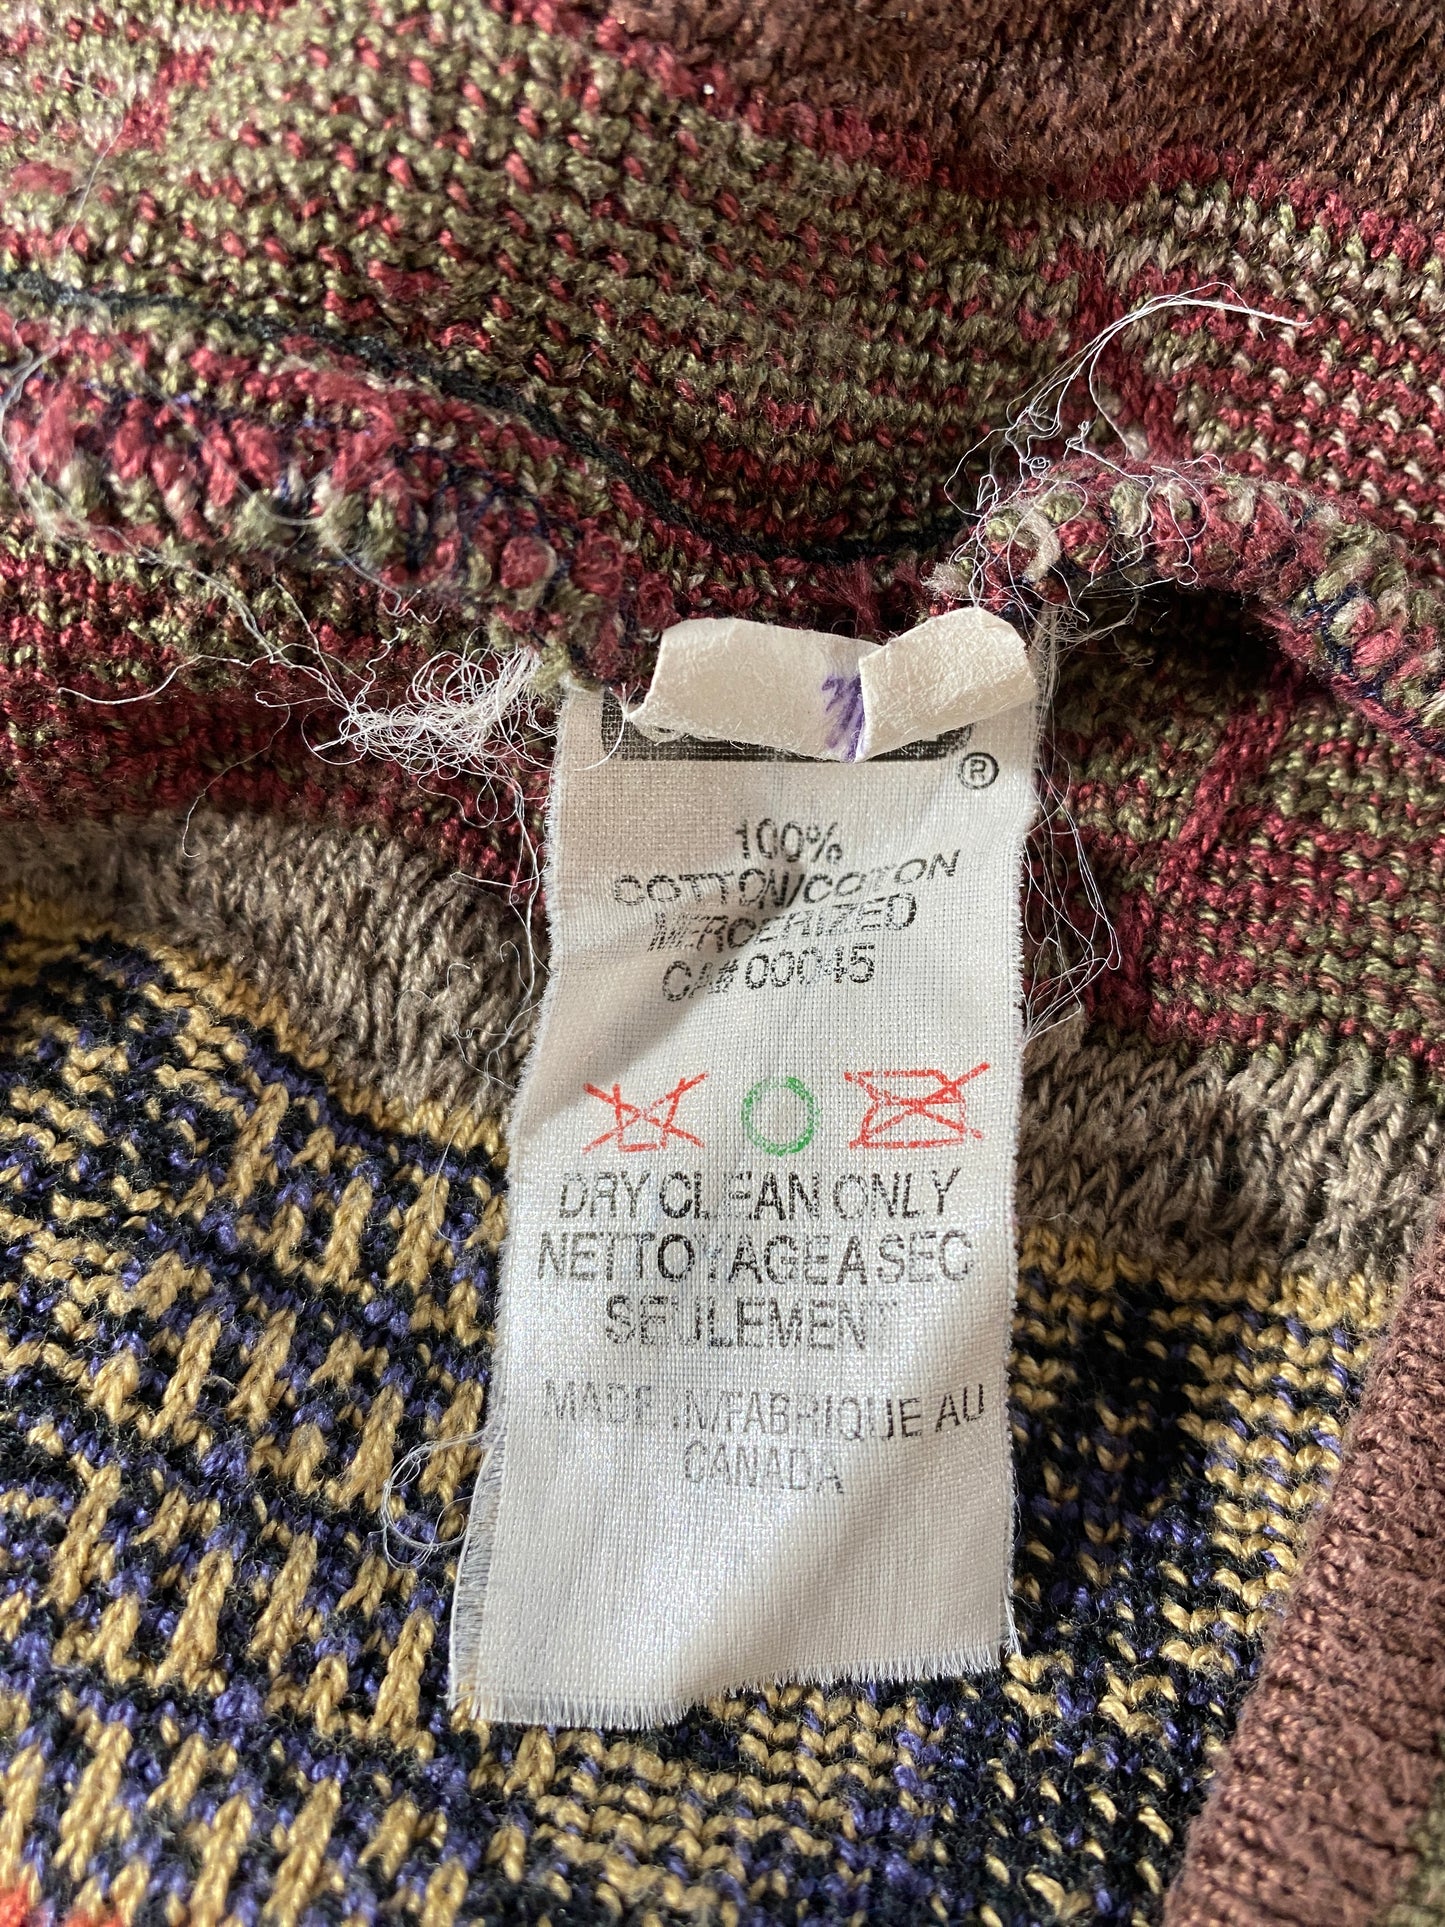 ®
100%
COTTON/COTON
MERCERIZED
CA# 00045
DRY CLEAN ONLY
NETTOYAGE A SEC
SEULEMENT
MADE IN/FABRIQUE AU
CANADA